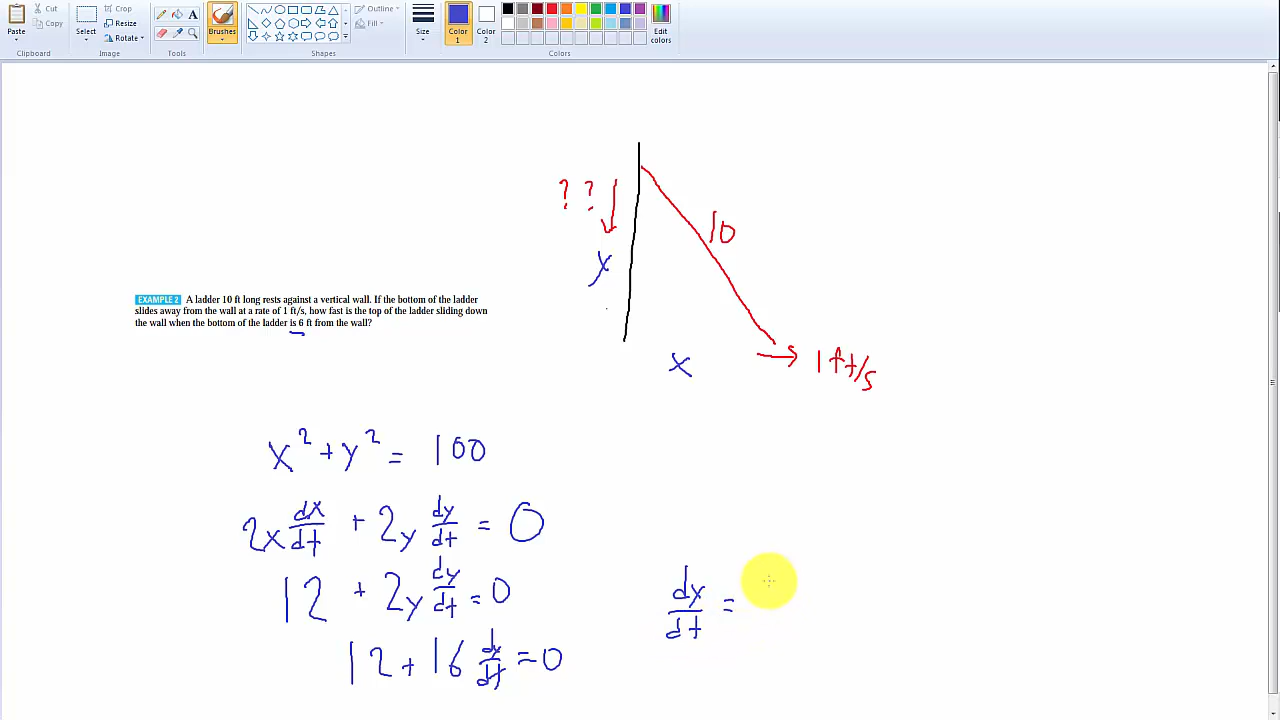 Cut
Copy
Paste
Clipboard
Select
Crop
Resize
Rotate
Image
Tools
Brushes
Shapes
Outline
Fill
Size
Color
1
Color
2
Colors
Edit
colors
? ?
10
y
x
1 ft/s
EXAMPLE 2 A ladder 10 ft long rests against a vertical wall. If the bottom of the ladder
slides away from the wall at a rate of 1 ft/s, how fast is the top of the ladder sliding down
the wall when the bottom of the ladder is 6 ft from the wall?
x² + y² = 100
2x dx/dt + 2y dy/dt = 0
12 + 2y dy/dt = 0
12 + 16 dy/dt = 0
dy/dt =